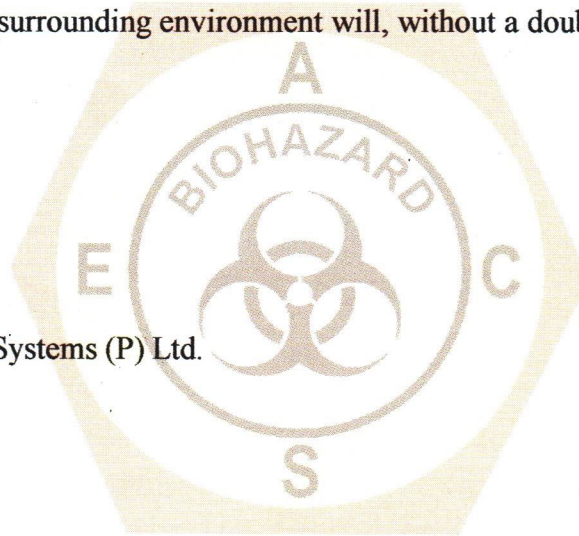 surrounding environment will, without a doub
A
BIOHAZARD
E
C
Systems (P) Ltd.
S